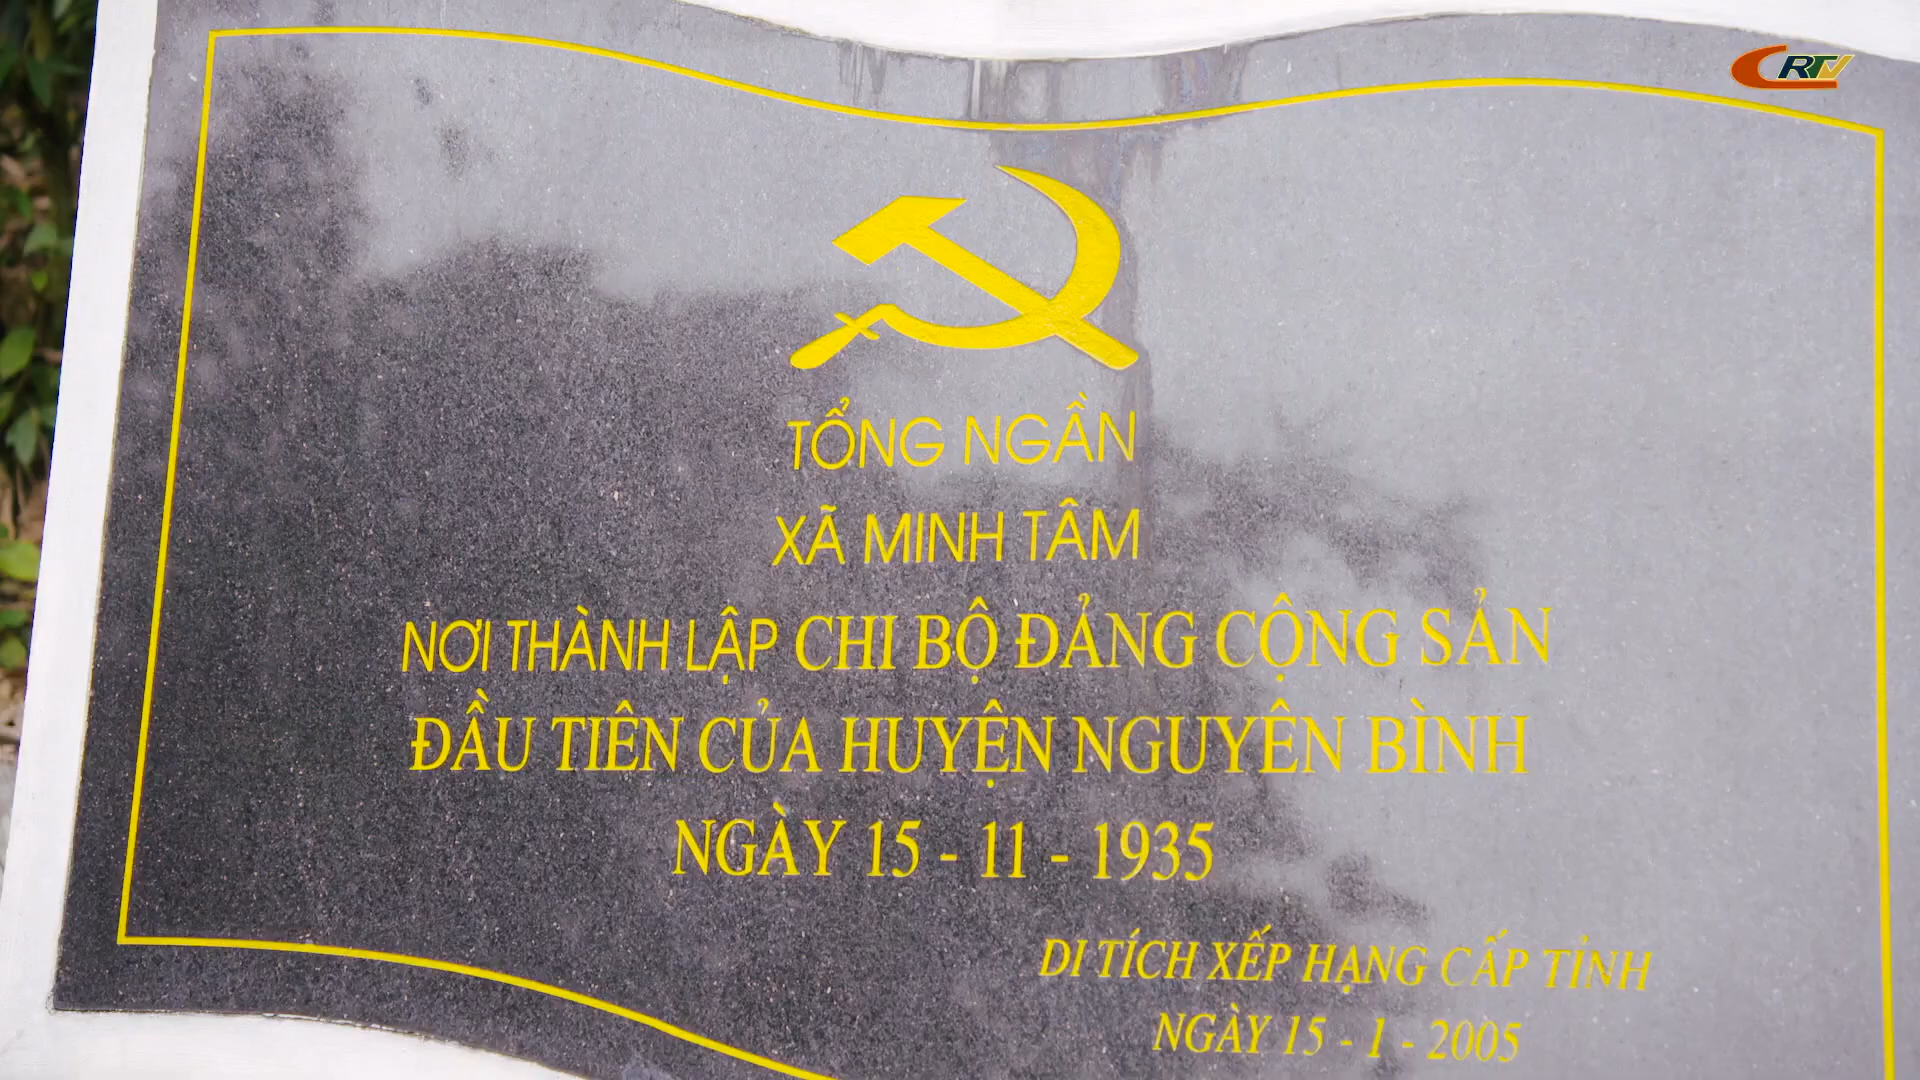 CRTV
TỔNG NGẦN
XÃ MINH TÂM
NƠI THÀNH LẬP CHI BỘ ĐẢNG CỘNG SẢN
ĐẦU TIÊN CỦA HUYỆN NGUYÊN BÌNH
NGÀY 15 - 11 - 1935
DI TÍCH XẾP HẠNG CẤP TỈNH
NGÀY 15 - 1 - 2005